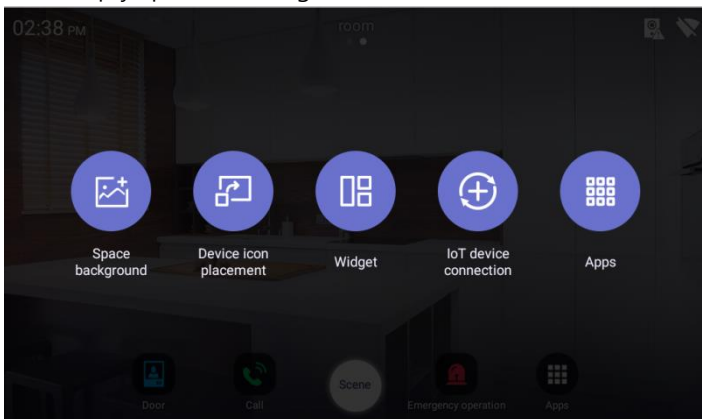 02:38 PM
room
Space
background
Device icon
placement
Widget
IoT device
connection
Apps
Door
Call
Scene
Emergency operation
Apps